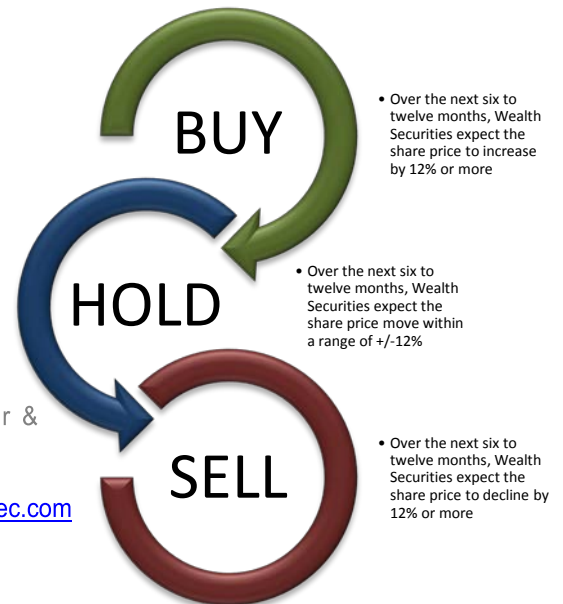 BUY
• Over the next six to
twelve months, Wealth
Securities expect the
share price to increase
by 12% or more
HOLD
• Over the next six to
twelve months, Wealth
Securities expect the
share price move within
a range of +/-12%
r &
ec.com
SELL
• Over the next six to
twelve months, Wealth
Securities expect the
share price to decline by
12% or more